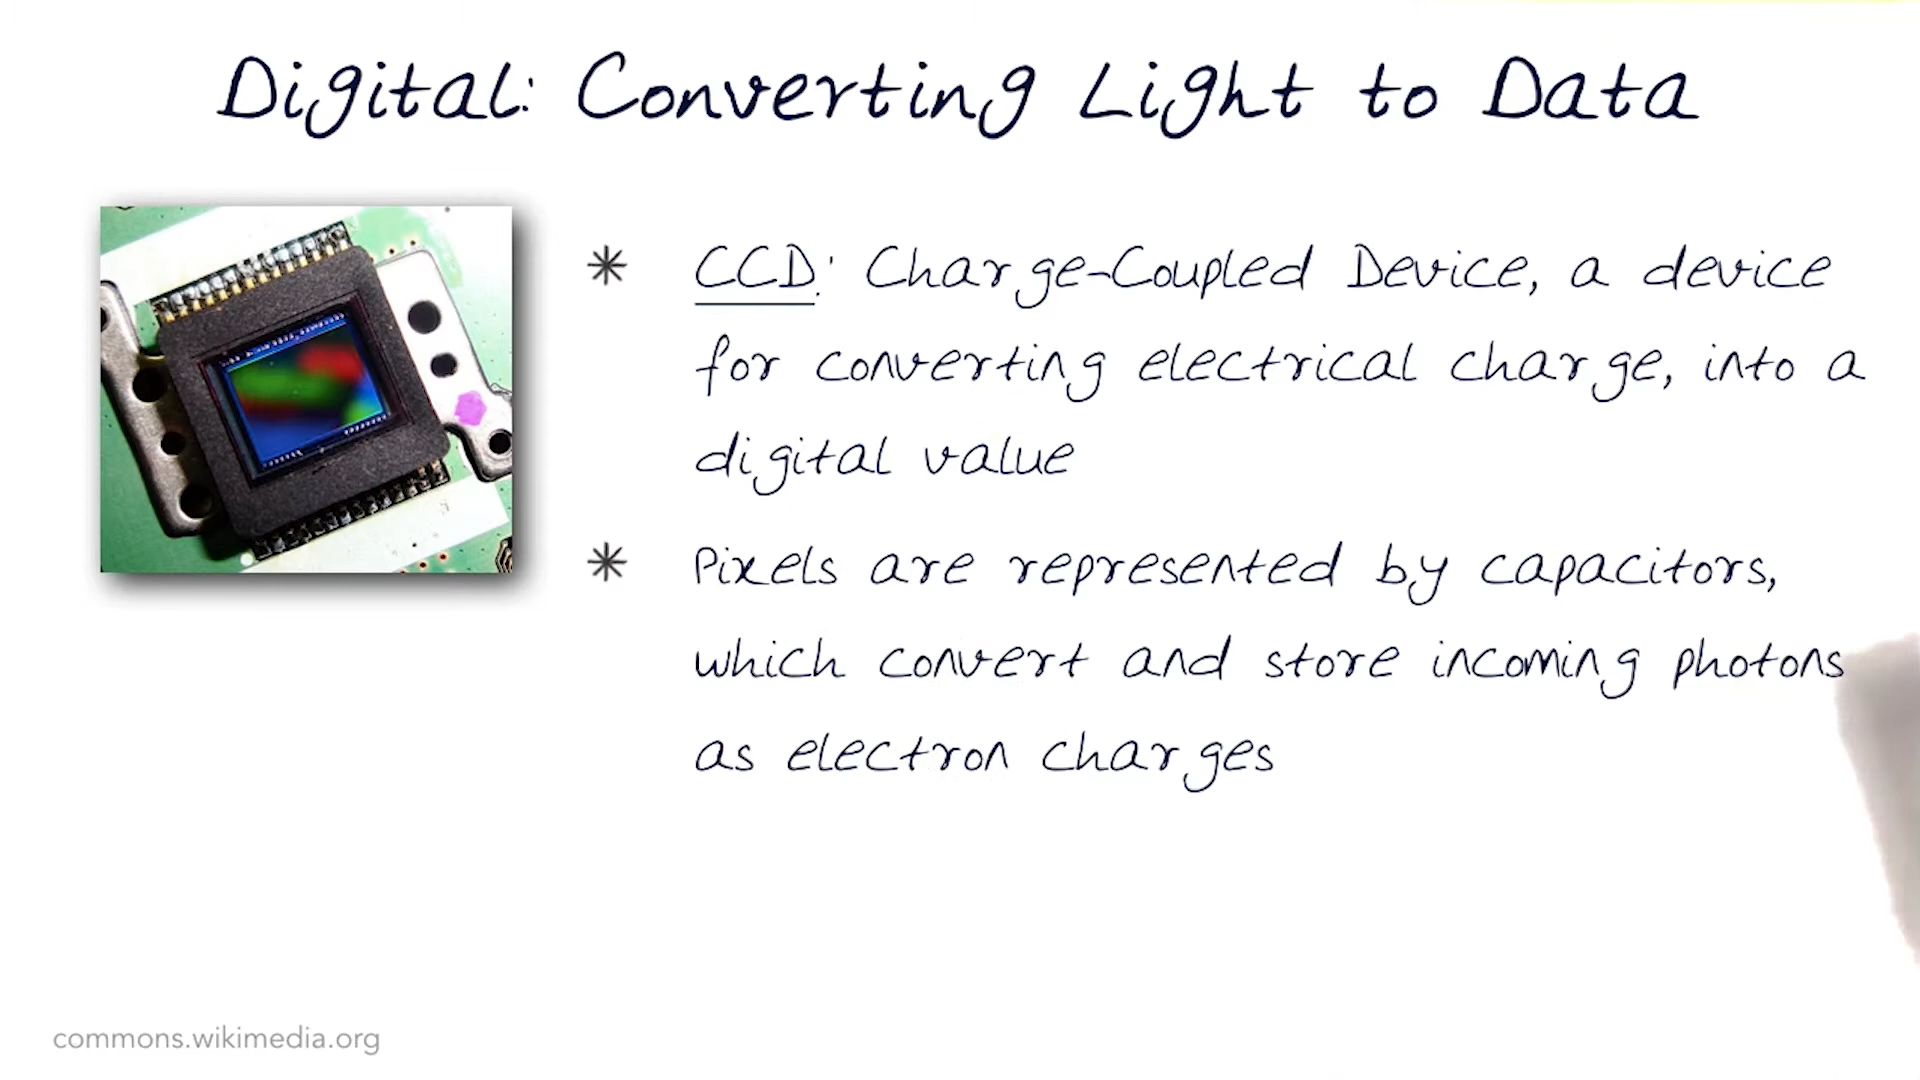 Digital: Converting Light to Data
CCD: Charge-Coupled Device, a device
for converting electrical charge, into a
digital value
Pixels are represented by capacitors,
which convert and store incoming photons
as electron charges
commons.wikimedia.org